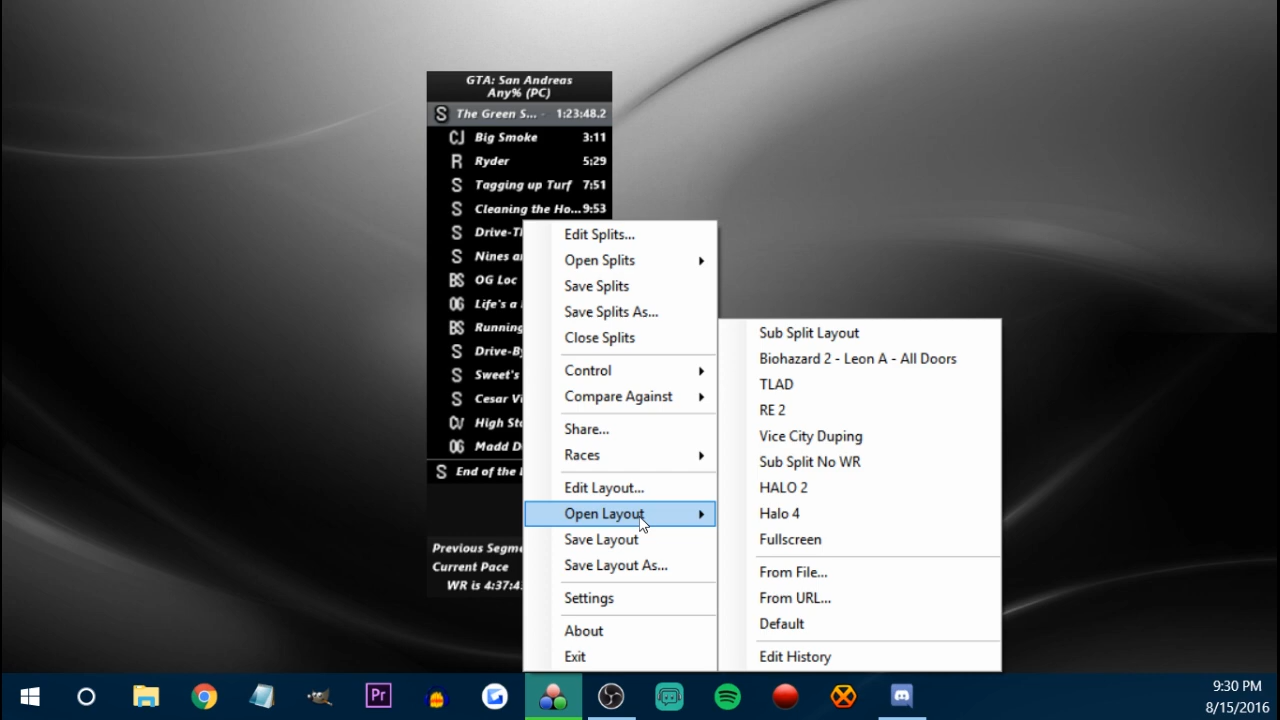 GTA: San Andreas
Any% (PC)
S The Green S... - 1:23:48.2
CJ Big Smoke 3:11
R Ryder 5:29
S Tagging up Turf 7:51
S Cleaning the Ho... 9:53
S Drive-T
S Nines a
BS OG Loc
OG Life's a
BS Running
S Drive-B
S Sweet's
S Cesar Vi
CV High St
OG Madd D
S End of the
Previous Segme
Current Pace
WR is 4:37:4
Edit Splits...
Open Splits
Save Splits
Save Splits As...
Close Splits
Control
Compare Against
Share...
Races
Edit Layout...
Open Layout
Save Layout
Save Layout As...
Settings
About
Exit
Sub Split Layout
Biohazard 2 - Leon A - All Doors
TLAD
RE 2
Vice City Duping
Sub Split No WR
HALO 2
Halo 4
Fullscreen
From File...
From URL...
Default
Edit History
Pr
9:30 PM
8/15/2016